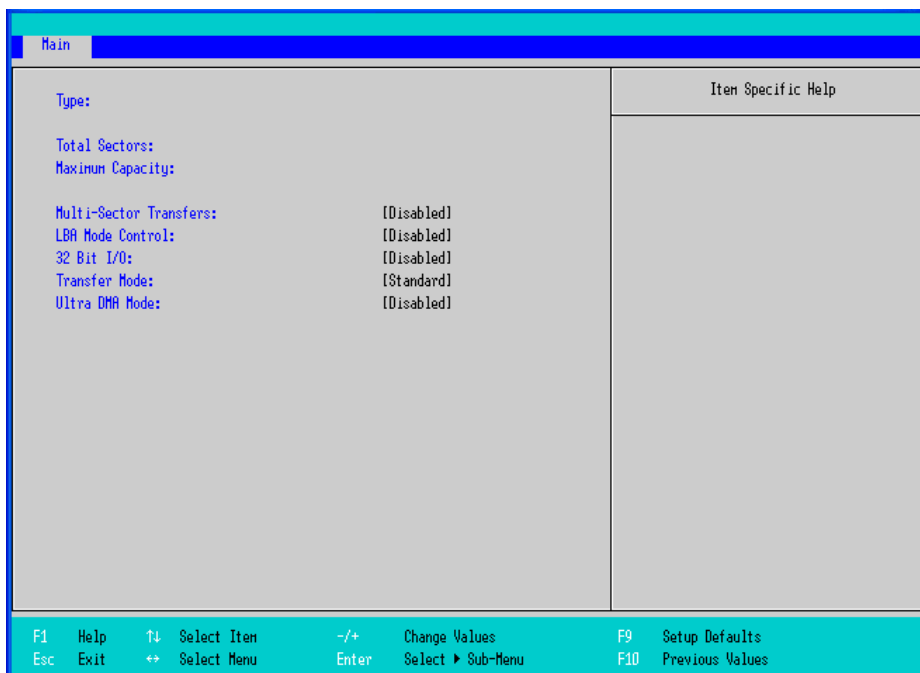 Main
Type:
Item Specific Help
Total Sectors:
Maximum Capacity:
Multi-Sector Transfers: [Disabled]
LBA Mode Control: [Disabled]
32 Bit I/O: [Disabled]
Transfer Mode: [Standard]
Ultra DMA Mode: [Disabled]
F1 Help ↑↓ Select Item -/+ Change Values F9 Setup Defaults
Esc Exit ↔ Select Menu Enter Select ▶ Sub-Menu F10 Previous Values